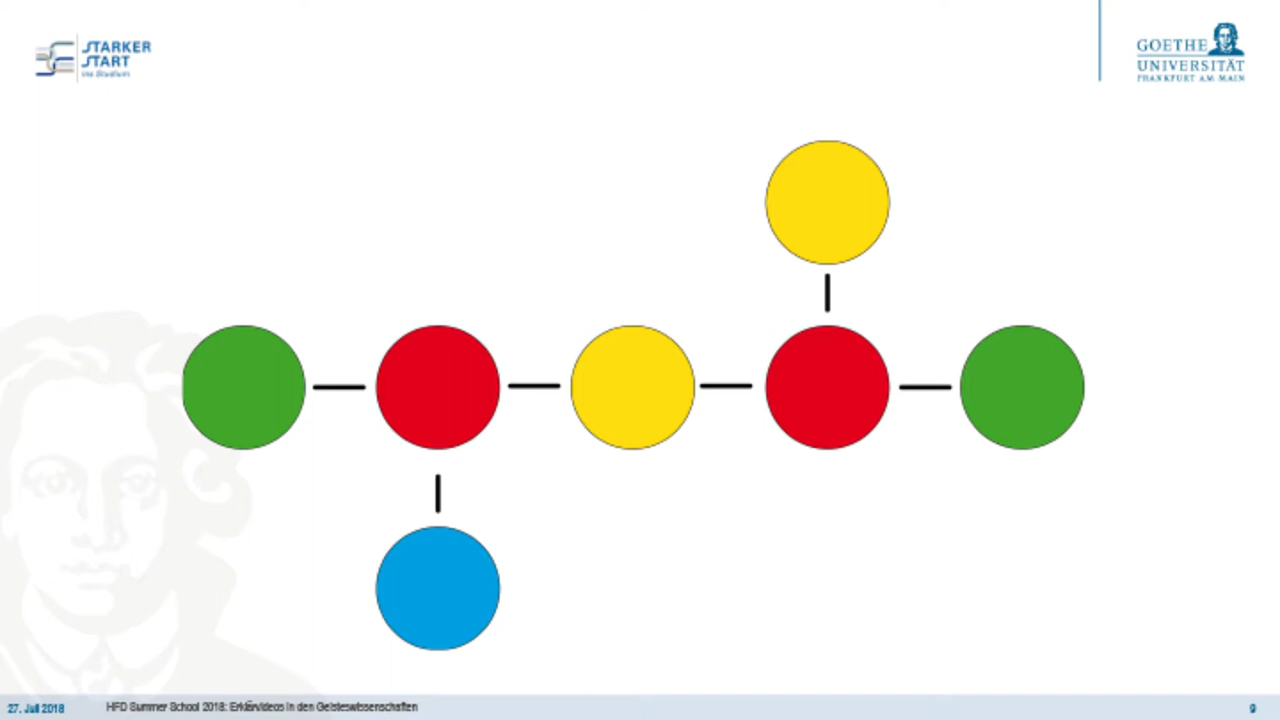 STARKER
START
ins Studium
GOETHE
UNIVERSITÄT
FRANKFURT AM MAIN
27. Juli 2018
HFD Summer School 2018: Erklärvideos in den Geisteswissenschaften
9